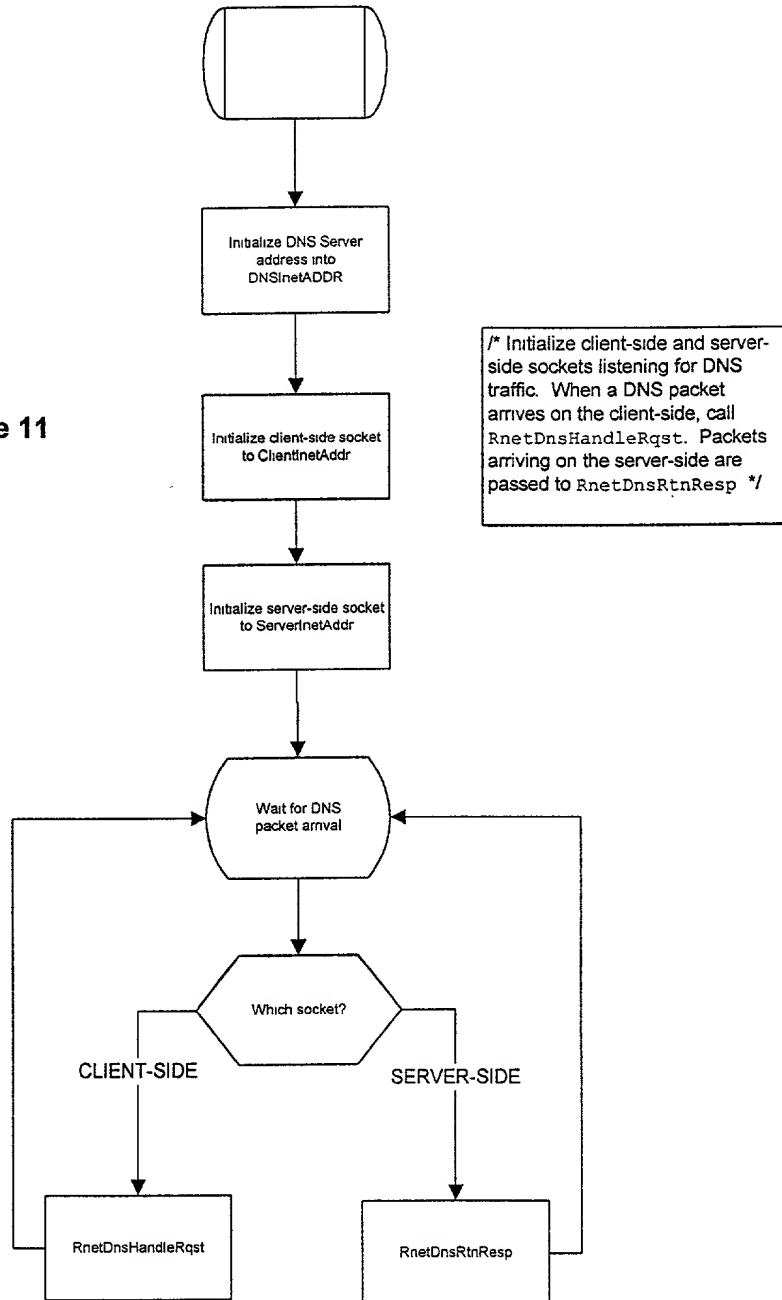 Initialize DNS Server
address into
DNSInetADDR
/* Initialize client-side and server-
side sockets listening for DNS
traffic. When a DNS packet
arrives on the client-side, call
RnetDnsHandleRqst. Packets
arriving on the server-side are
passed to RnetDnsRtnResp */
e 11
Initialize client-side socket
to ClientInetAddr
Initialize server-side socket
to ServerInetAddr
Wait for DNS
packet arrival
Which socket?
CLIENT-SIDE
SERVER-SIDE
RnetDnsHandleRqst
RnetDnsRtnResp